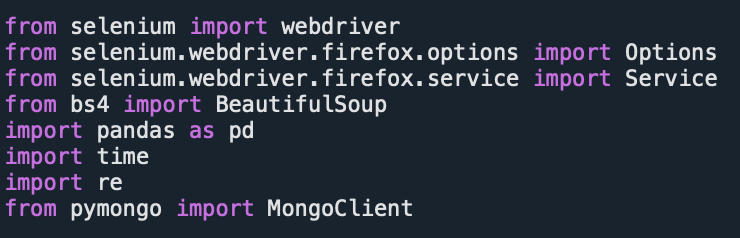 from selenium import webdriver
from selenium.webdriver.firefox.options import Options
from selenium.webdriver.firefox.service import Service
from bs4 import BeautifulSoup
import pandas as pd
import time
import re
from pymongo import MongoClient